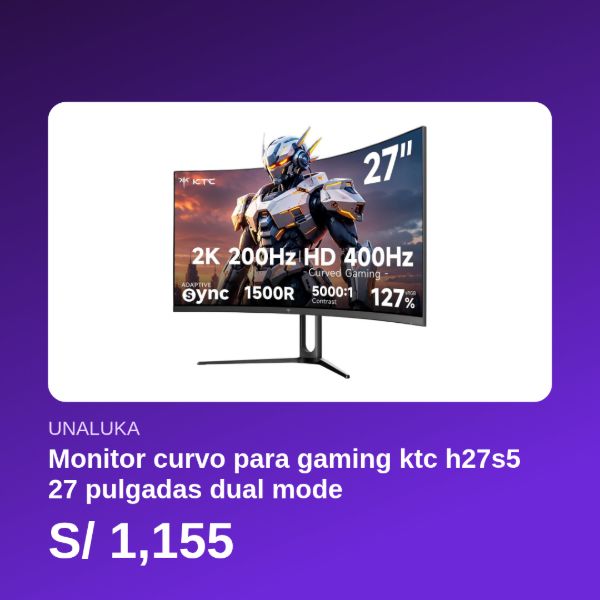 KTC
27"
2K 200Hz HD 400Hz
- Curved Gaming -
ADAPTIVE
Sync
1500R
5000:1
Contrast
127%
sRGB
UNALUKA
Monitor curvo para gaming ktc h27s5
27 pulgadas dual mode
S/ 1,155